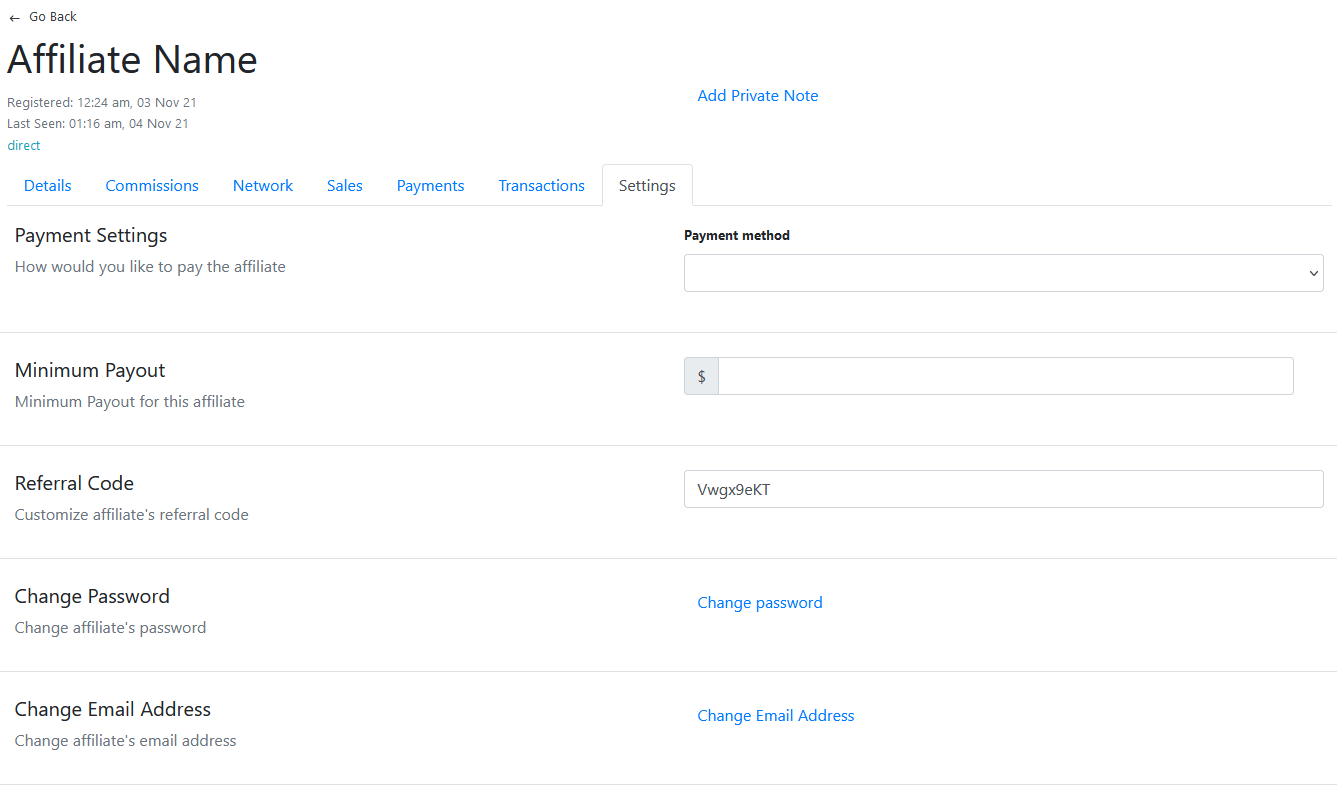 ← Go Back
Affiliate Name
Registered: 12:24 am, 03 Nov 21
Add Private Note
Last Seen: 01:16 am, 04 Nov 21
direct
Details Commissions Network Sales Payments Transactions Settings
Payment Settings
Payment method
How would you like to pay the affiliate
Minimum Payout
$
Minimum Payout for this affiliate
Referral Code
Vwgx9eKT
Customize affiliate's referral code
Change Password
Change password
Change affiliate's password
Change Email Address
Change Email Address
Change affiliate's email address